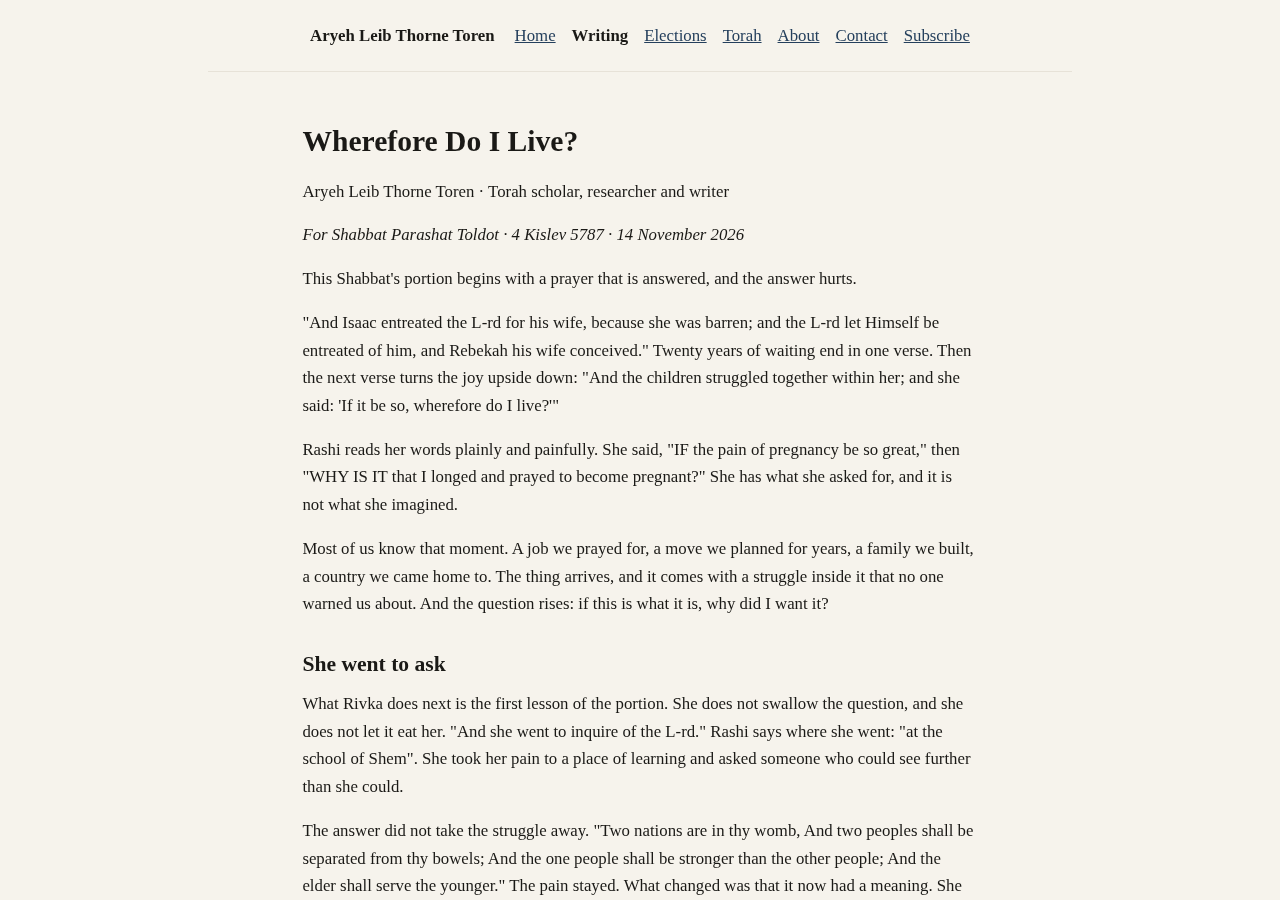 Aryeh Leib Thorne Toren Home Writing Elections Torah About Contact Subscribe
Wherefore Do I Live?
Aryeh Leib Thorne Toren · Torah scholar, researcher and writer
For Shabbat Parashat Toldot · 4 Kislev 5787 · 14 November 2026
This Shabbat's portion begins with a prayer that is answered, and the answer hurts.
"And Isaac entreated the L-rd for his wife, because she was barren; and the L-rd let Himself be
entreated of him, and Rebekah his wife conceived." Twenty years of waiting end in one verse. Then
the next verse turns the joy upside down: "And the children struggled together within her; and she
said: 'If it be so, wherefore do I live?'"
Rashi reads her words plainly and painfully. She said, "IF the pain of pregnancy be so great," then
"WHY IS IT that I longed and prayed to become pregnant?" She has what she asked for, and it is
not what she imagined.
Most of us know that moment. A job we prayed for, a move we planned for years, a family we built,
a country we came home to. The thing arrives, and it comes with a struggle inside it that no one
warned us about. And the question rises: if this is what it is, why did I want it?
She went to ask
What Rivka does next is the first lesson of the portion. She does not swallow the question, and she
does not let it eat her. "And she went to inquire of the L-rd." Rashi says where she went: "at the
school of Shem". She took her pain to a place of learning and asked someone who could see further
than she could.
The answer did not take the struggle away. "Two nations are in thy womb, And two peoples shall be
separated from thy bowels; And the one people shall be stronger than the other people; And the
elder shall serve the younger." The pain stayed. What changed was that it now had a meaning. She